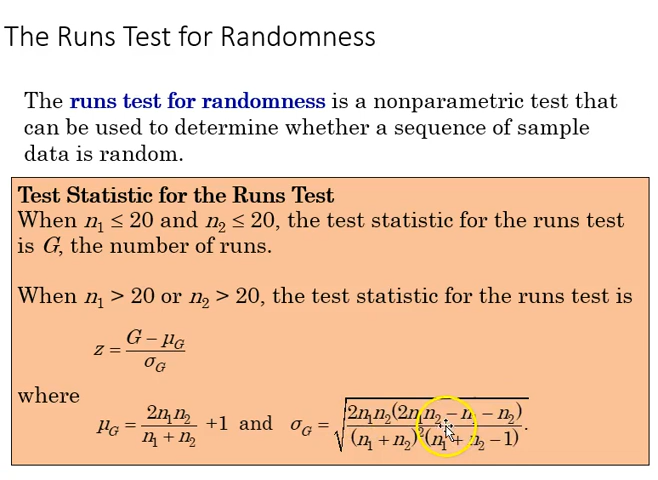 The Runs Test for Randomness
The runs test for randomness is a nonparametric test that
can be used to determine whether a sequence of sample
data is random.
Test Statistic for the Runs Test
When n₁ ≤ 20 and n₂ ≤ 20, the test statistic for the runs test
is G, the number of runs.
When n₁ > 20 or n₂ > 20, the test statistic for the runs test is
z = (G − μ_G) / σ_G
where
μ_G = 2n₁n₂ / (n₁ + n₂) + 1 and σ_G = √(2n₁n₂(2n₁n₂ − n₁ − n₂) / ((n₁ + n₂)²(n₁ + n₂ − 1))).